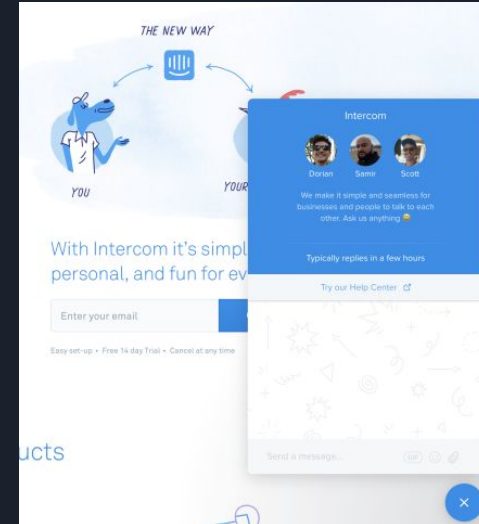 THE NEW WAY
YOU
YOUR
With Intercom it's simpl
personal, and fun for ev
Enter your email
Easy set-up • Free 14 day Trial • Cancel at any time
ucts
Intercom
Dorian Samir Scott
We make it simple and seamless for
businesses and people to talk to each
other. Ask us anything 😄
Typically replies in a few hours
Try our Help Center
Send a message...
GIF